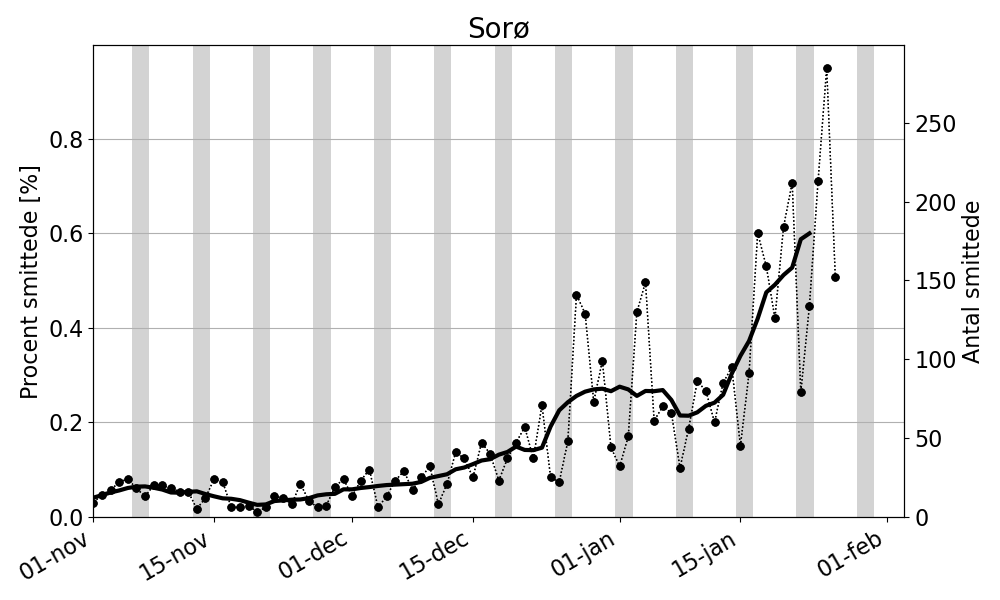 Sorø
Procent smittede [%]
0.8
0.6
0.4
0.2
0.0
250
200
150
100
50
0
Antal smittede
01-nov
15-nov
01-dec
15-dec
01-jan
15-jan
01-feb